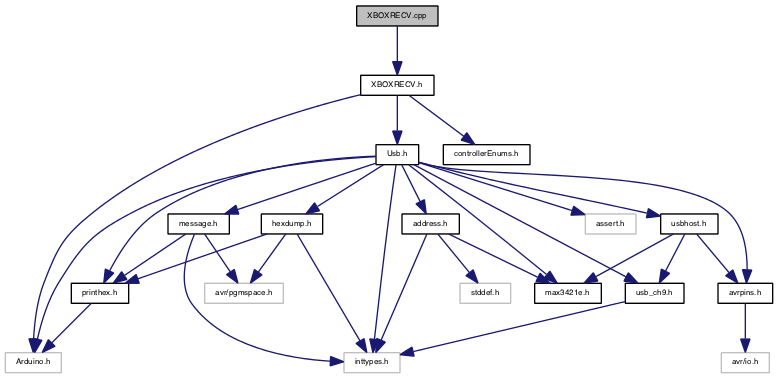 XBOXRECV.cpp
XBOXRECV.h
Usb.h
controllerEnums.h
message.h
hexdump.h
address.h
assert.h
usbhost.h
printhex.h
avr/pgmspace.h
stddef.h
max3421e.h
usb_ch9.h
avrpins.h
Arduino.h
inttypes.h
avr/io.h